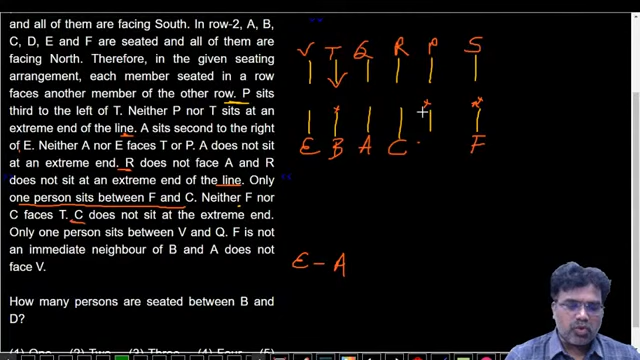 and all of them are facing South. In row-2, A, B,
C, D, E and F are seated and all of them are
facing North. Therefore, in the given seating
arrangement, each member seated in a row
faces another member of the other row. P sits
third to the left of T. Neither P nor T sits at an
extreme end of the line. A sits second to the right
of E. Neither A nor E faces T or P. A does not sit
at an extreme end. R does not face A and R
does not sit at an extreme end of the line. Only
one person sits between F and C. Neither F nor
C faces T. C does not sit at the extreme end.
Only one person sits between V and Q. F is not
an immediate neighbour of B and A does not
face V.
How many persons are seated between B and
D?
V T Q R P S
E B A C F
E - A